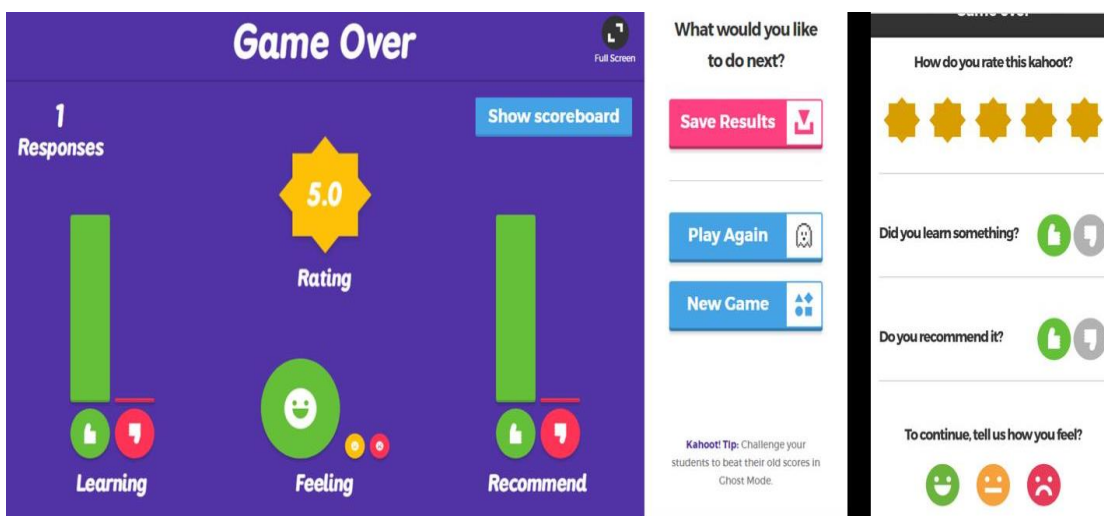 Game Over
Full Screen
1
Responses
Show scoreboard
5.0
Rating
Learning
Feeling
Recommend
What would you like
to do next?
Save Results
Play Again
New Game
Kahoot! Tip: Challenge your
students to beat their old scores in
Ghost Mode.
Game Over
How do you rate this kahoot?
Did you learn something?
Do you recommend it?
To continue, tell us how you feel?